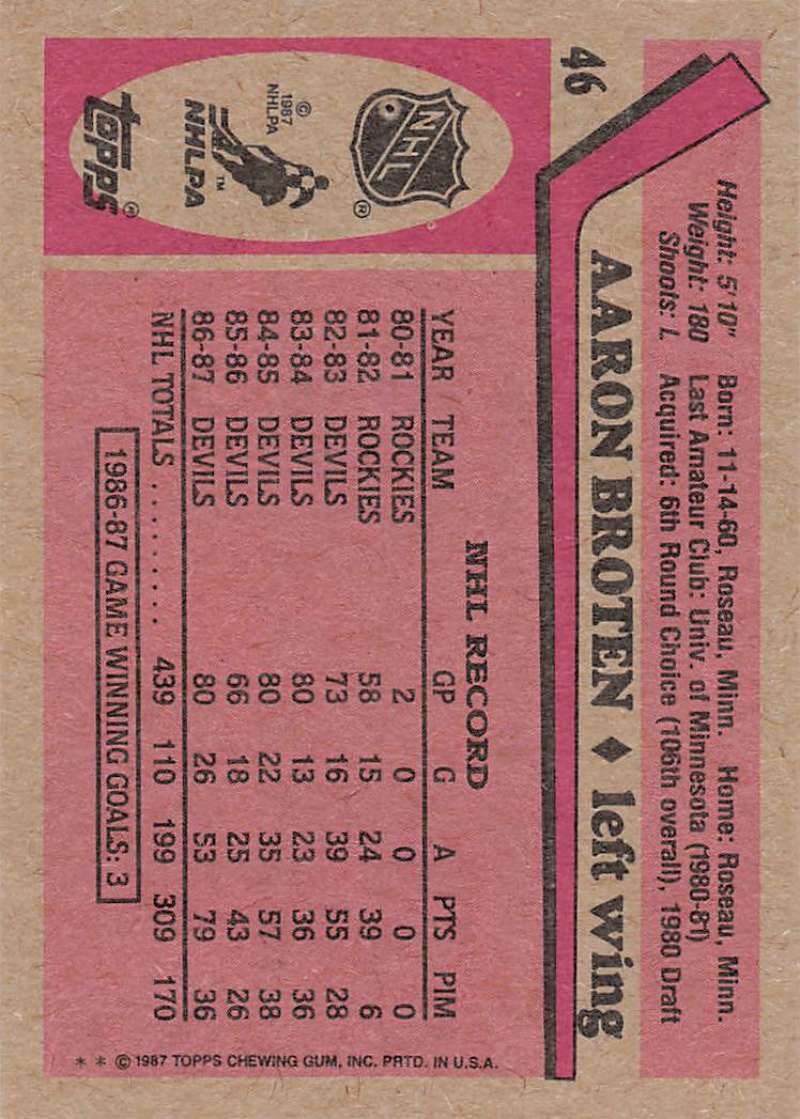 46
Height: 5'10" Born: 11-14-60, Roseau, Minn. Home: Roseau, Minn.
Weight: 180 Last Amateur Club: Univ. of Minnesota (1980-81)
Shoots: L Acquired: 6th Round Choice (106th overall), 1980 Draft
AARON BROTEN ♦ left wing
NHL
®
© 1987 NHLPA
NHLPA
™
TOPPS
®
NHL RECORD
YEAR TEAM GP G A PTS PIM
80-81 ROCKIES 2 0 0 0 0
81-82 ROCKIES 58 15 24 39 6
82-83 DEVILS 73 16 39 55 28
83-84 DEVILS 80 13 23 36 36
84-85 DEVILS 80 22 35 57 38
85-86 DEVILS 66 18 25 43 26
86-87 DEVILS 80 26 53 79 36
NHL TOTALS . . . . . . . . . 439 110 199 309 170
1986-87 GAME WINNING GOALS: 3
* * © 1987 TOPPS CHEWING GUM, INC. PRTD. IN U.S.A.